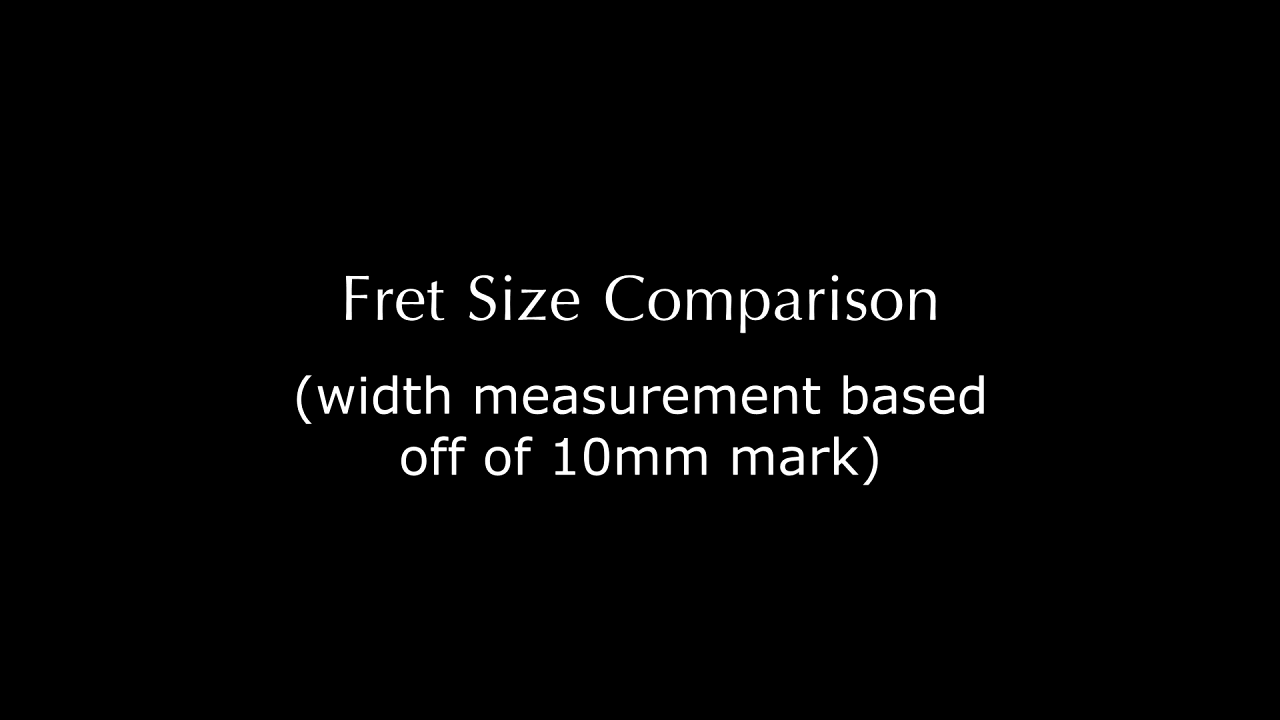 Fret Size Comparison
(width measurement based
off of 10mm mark)